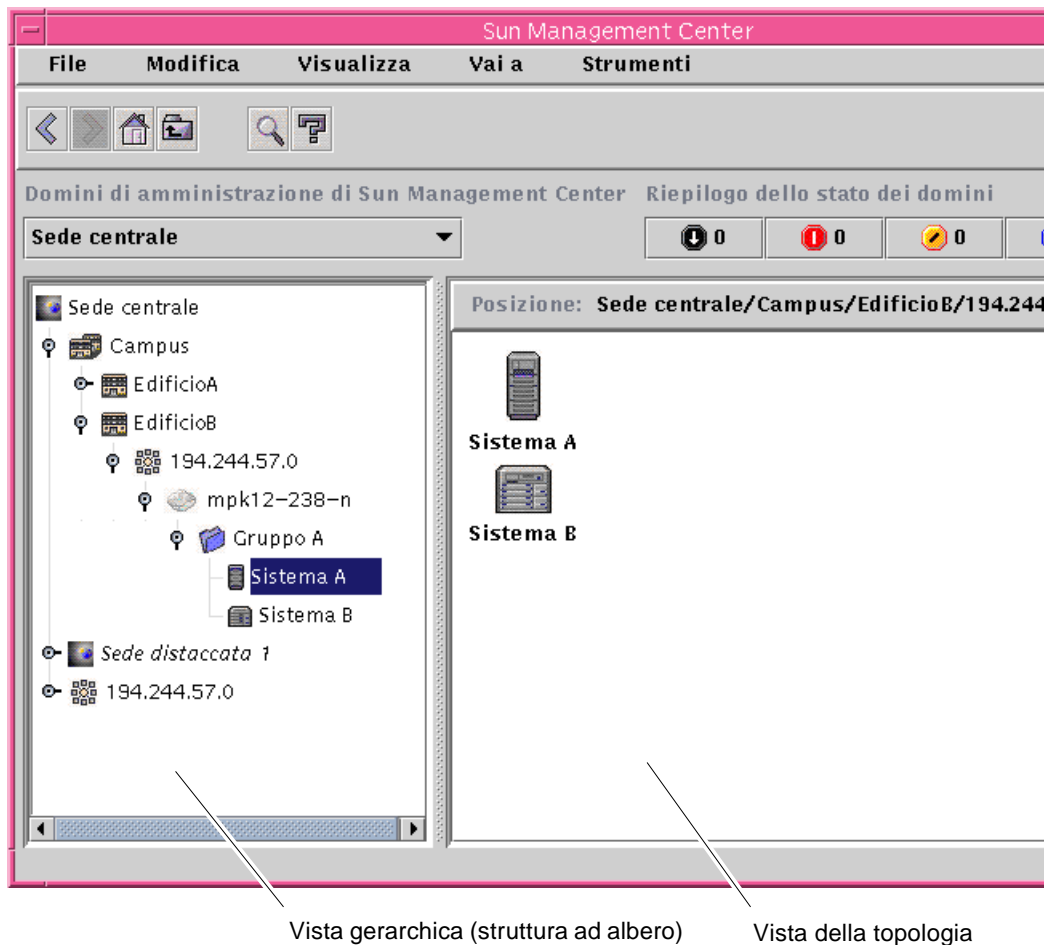 Sun Management Center
File Modifica Visualizza Vai a Strumenti
Domini di amministrazione di Sun Management Center Riepilogo dello stato dei domini
Sede centrale 0 0 0
Sede centrale
Campus
EdificioA
EdificioB
194.244.57.0
mpk12-238-n
Gruppo A
Sistema A
Sistema B
Sede distaccata 1
194.244.57.0
Posizione: Sede centrale/Campus/EdificioB/194.244
Sistema A
Sistema B
Vista gerarchica (struttura ad albero) Vista della topologia